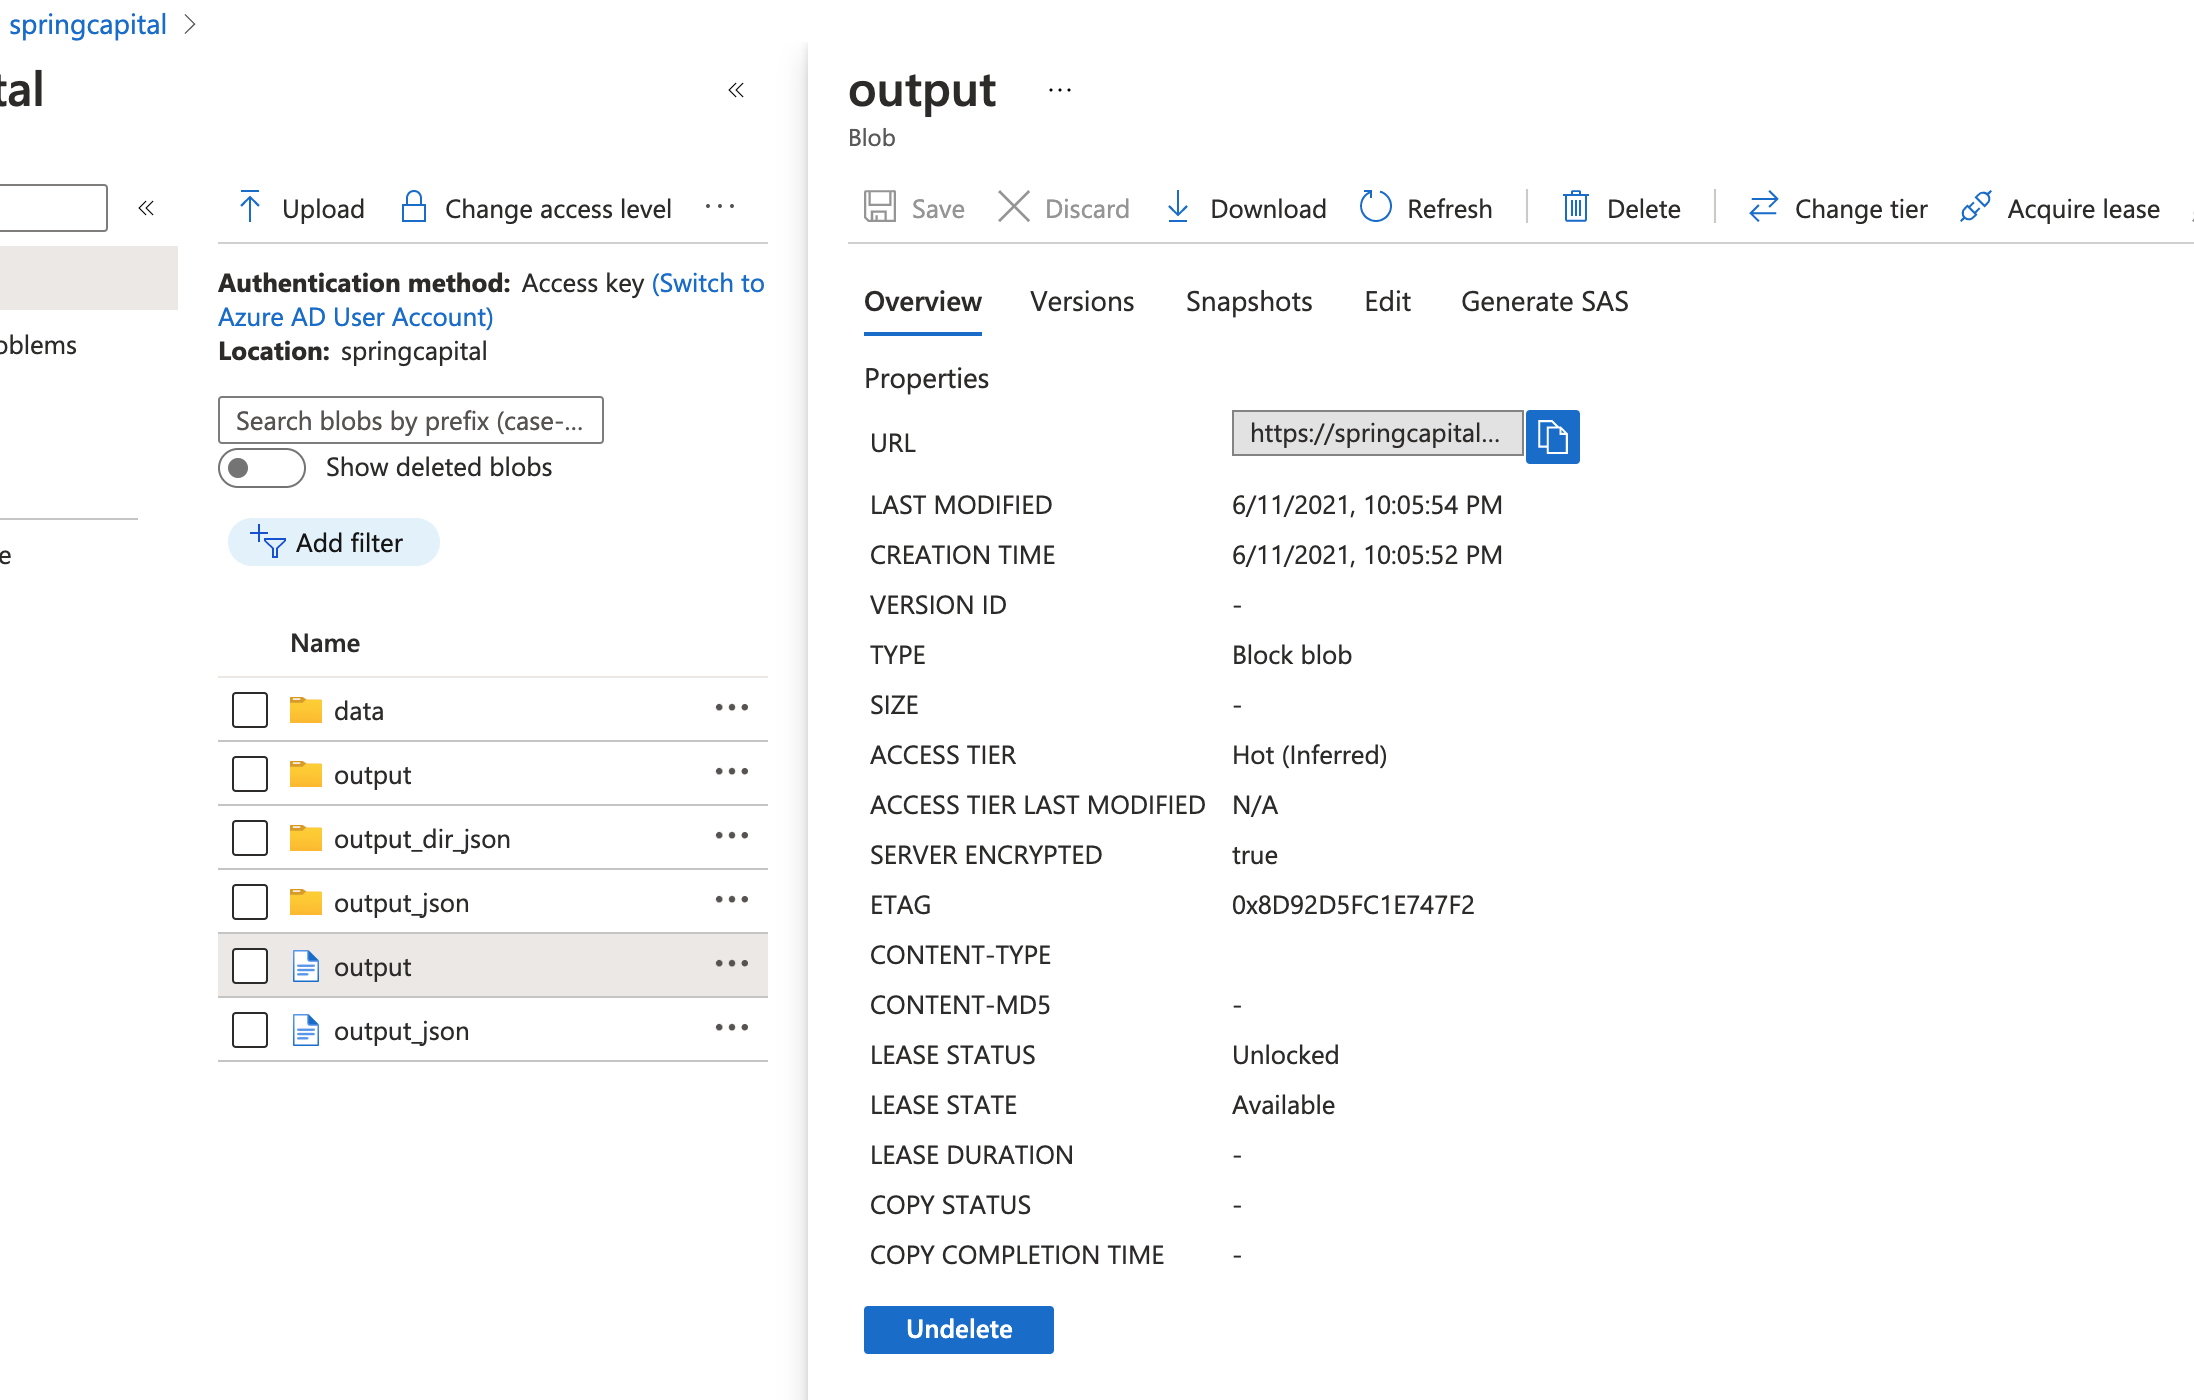 springcapital >
tal
«
«
Upload Change access level ...
Authentication method: Access key (Switch to
Azure AD User Account)
Location: springcapital
oblems
Search blobs by prefix (case-...
Show deleted blobs
e
Add filter
Name
data ...
output ...
output_dir_json ...
output_json ...
output ...
output_json ...
output ...
Blob
Save Discard Download Refresh Delete Change tier Acquire lease
Overview Versions Snapshots Edit Generate SAS
Properties
URL https://springcapital...
LAST MODIFIED 6/11/2021, 10:05:54 PM
CREATION TIME 6/11/2021, 10:05:52 PM
VERSION ID -
TYPE Block blob
SIZE -
ACCESS TIER Hot (Inferred)
ACCESS TIER LAST MODIFIED N/A
SERVER ENCRYPTED true
ETAG 0x8D92D5FC1E747F2
CONTENT-TYPE
CONTENT-MD5 -
LEASE STATUS Unlocked
LEASE STATE Available
LEASE DURATION -
COPY STATUS -
COPY COMPLETION TIME -
Undelete